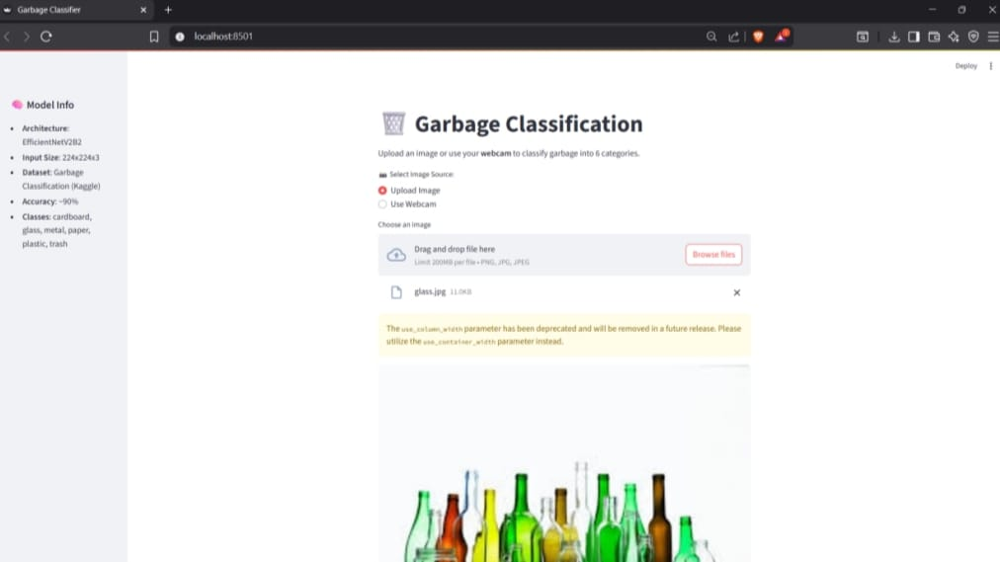 Garbage Classifier
localhost:8501
Deploy
Model Info
Architecture:
EfficientNetV2B2
Input Size: 224x224x3
Dataset: Garbage
Classification (Kaggle)
Accuracy: ~90%
Classes: cardboard,
glass, metal, paper,
plastic, trash
Garbage Classification
Upload an image or use your webcam to classify garbage into 6 categories.
Select Image Source:
Upload Image
Use Webcam
Choose an image
Drag and drop file here
Limit 200MB per file • PNG, JPG, JPEG
Browse files
glass.jpg 11.0KB
The use_column_width parameter has been deprecated and will be removed in a future release. Please
utilize the use_container_width parameter instead.